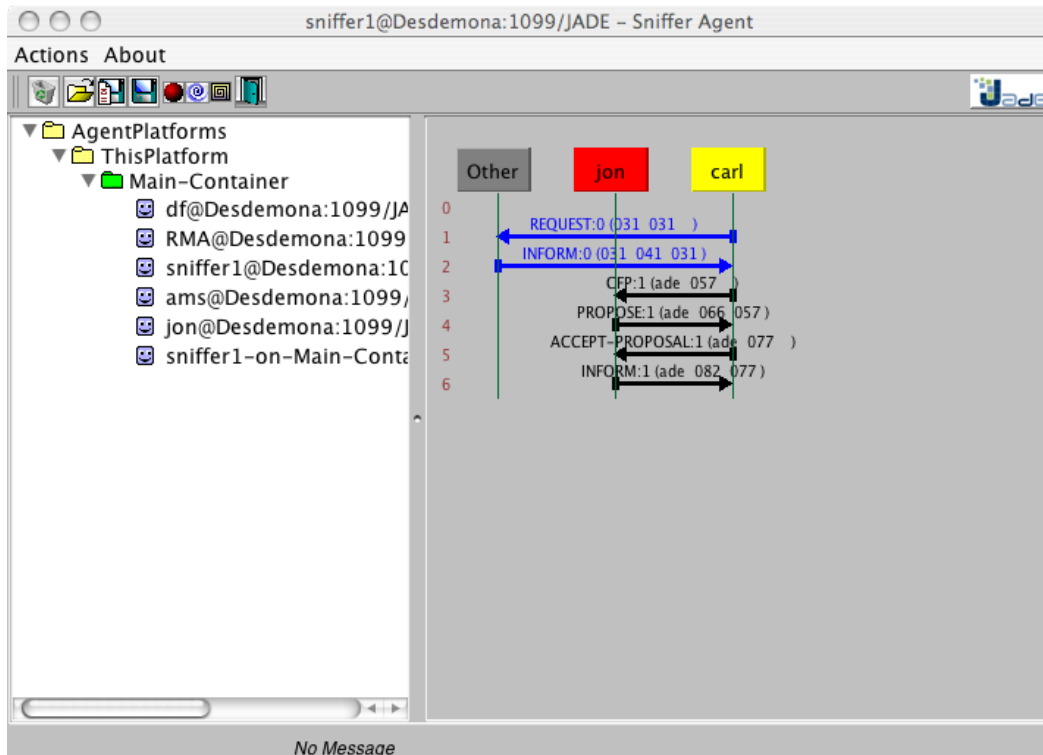 sniffer1@Desdemona:1099/JADE – Sniffer Agent
Actions About
Jade
AgentPlatforms
ThisPlatform
Main-Container
df@Desdemona:1099/JA
RMA@Desdemona:1099
sniffer1@Desdemona:10
ams@Desdemona:1099/
jon@Desdemona:1099/J
sniffer1-on-Main-Conta
Other jon carl
0
REQUEST:0 (031 031 )
1
INFORM:0 (031 041 031 )
2
CFP:1 (ade 057 )
3
PROPOSE:1 (ade 066 057 )
4
ACCEPT-PROPOSAL:1 (ade 077 )
5
INFORM:1 (ade 082 077 )
6
No Message